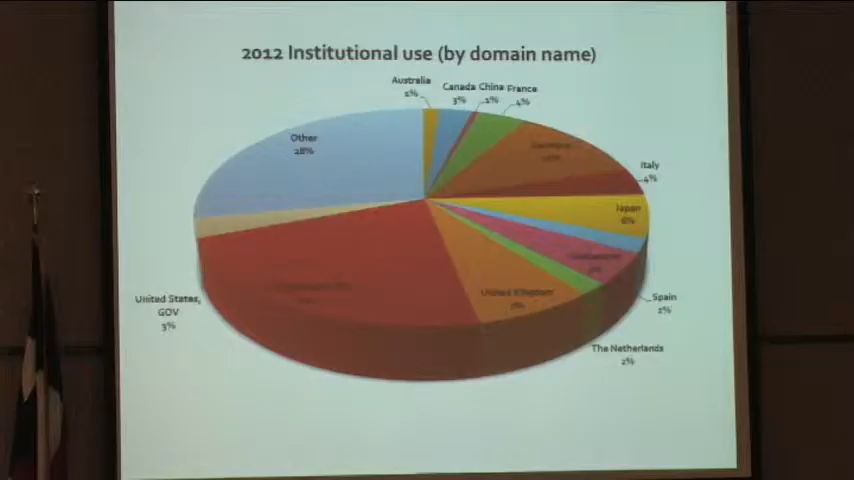 2012 Institutional use (by domain name)
Australia
1%
Canada
3%
China
1%
France
4%
Italy
4%
Japan
6%
Other
28%
United States,
GOV
3%
United Kingdom
Spain
2%
The Netherlands
2%